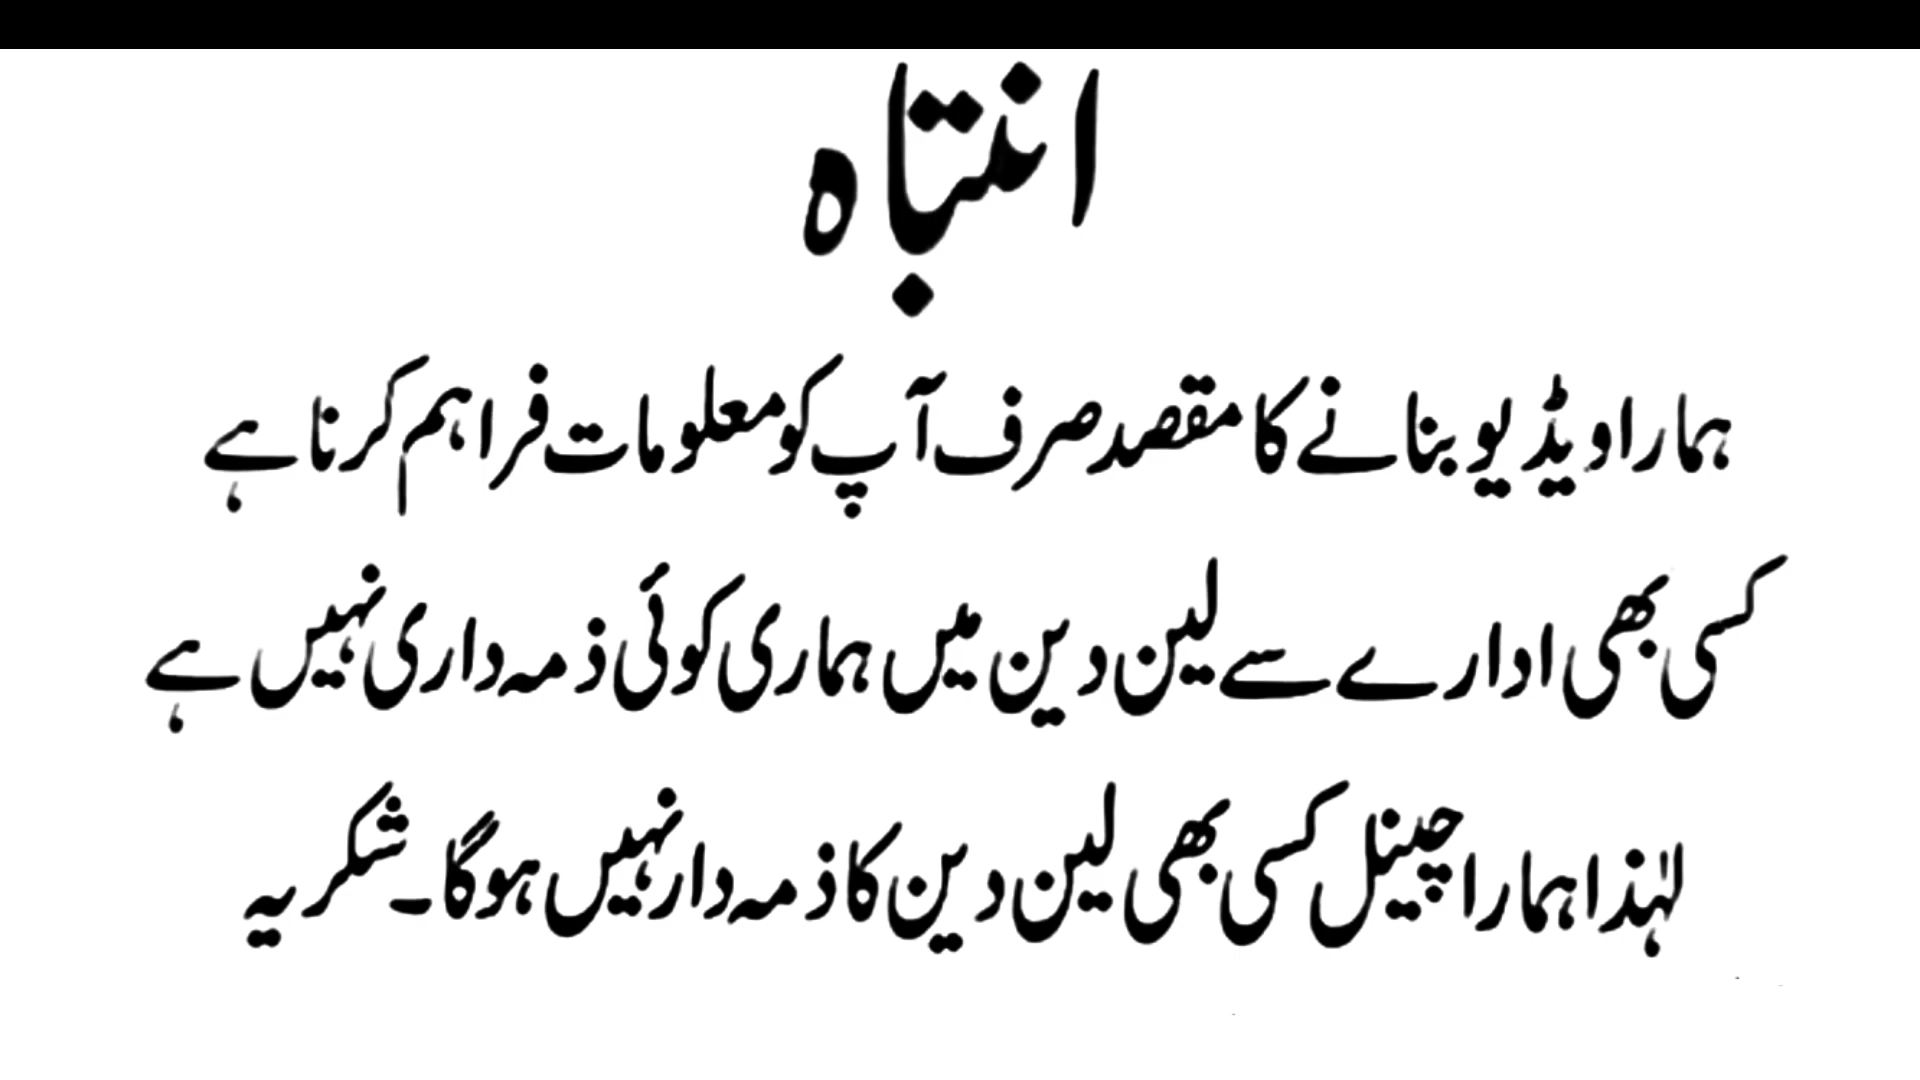 انتباہ
ہمارا ویڈیو بنانے کا مقصد صرف آپ کو معلومات فراہم کرنا ہے
کسی بھی ادارے سے لین دین میں ہماری کوئی ذمہ داری نہیں ہے
لہٰذا ہمارا چینل کسی بھی لین دین کا ذمہ دار نہیں ہوگا۔ شکریہ